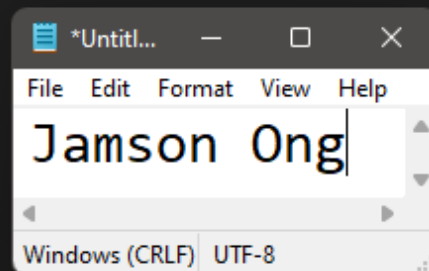 *Untitl...
File Edit Format View Help
Jamson Ong
Windows (CRLF) UTF-8